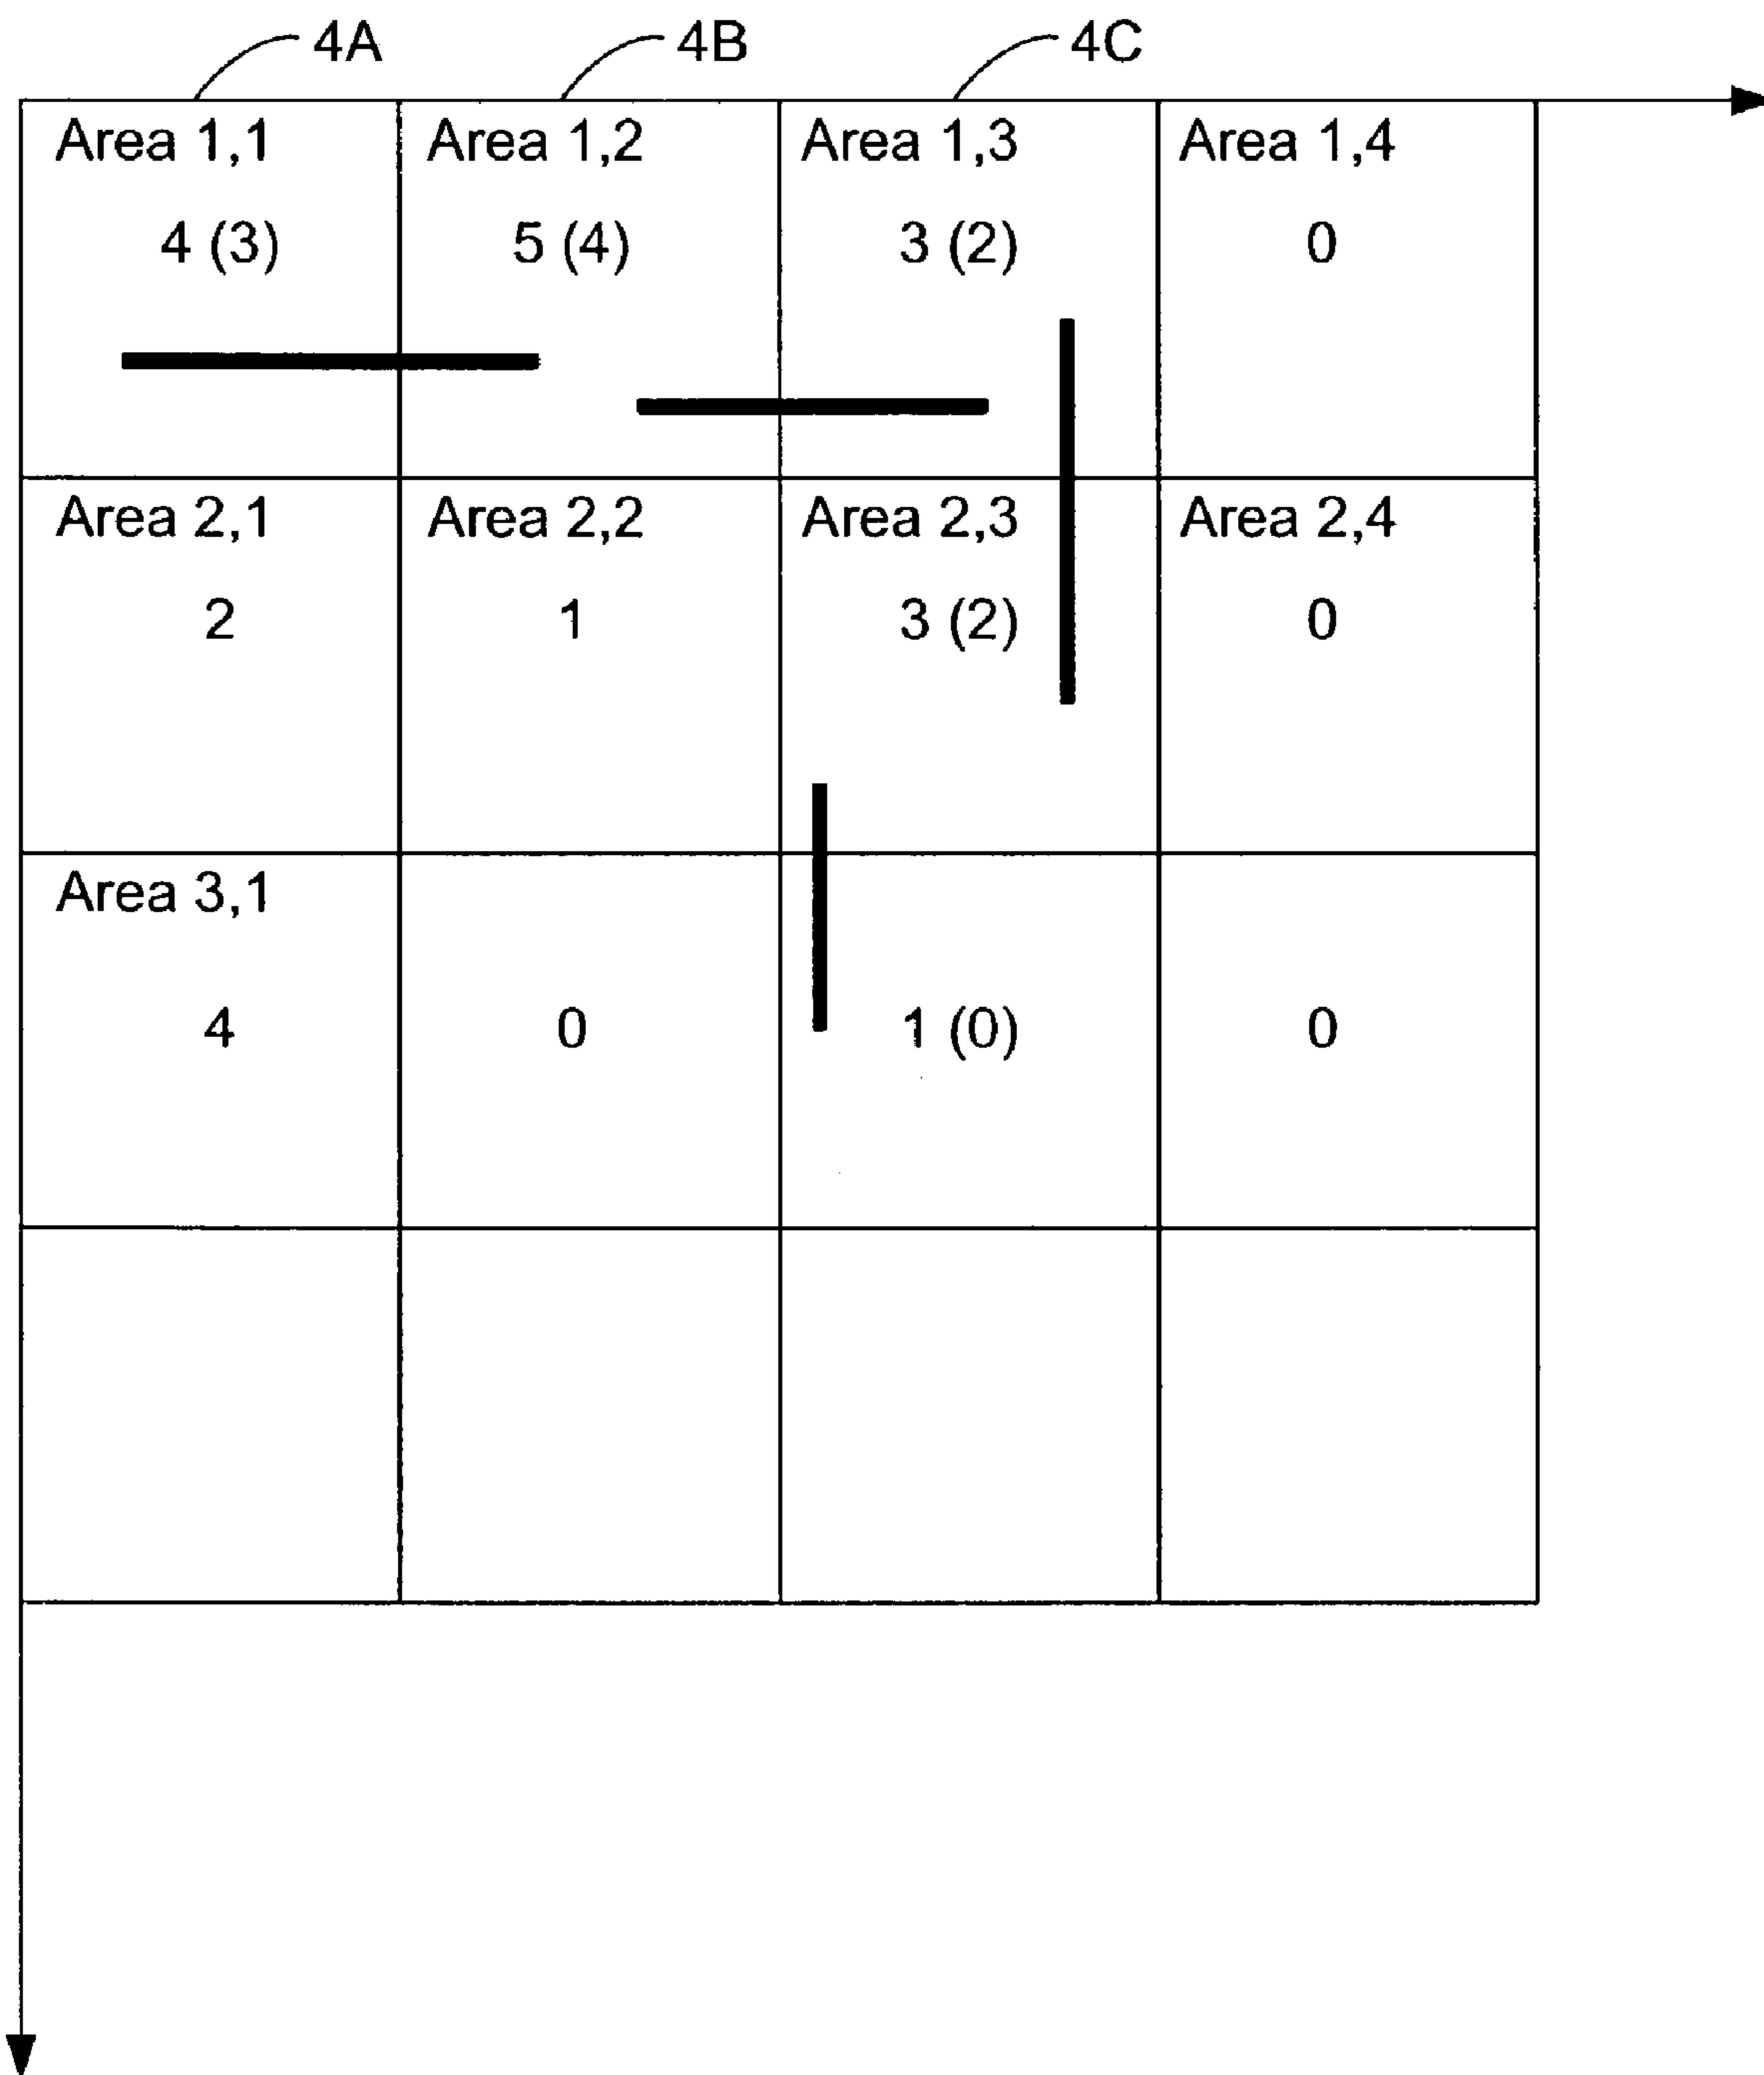 4A 4B 4C
Area 1,1 Area 1,2 Area 1,3 Area 1,4
4 (3) 5 (4) 3 (2) 0
Area 2,1 Area 2,2 Area 2,3 Area 2,4
2 1 3 (2) 0
Area 3,1
4 0 1 (0) 0